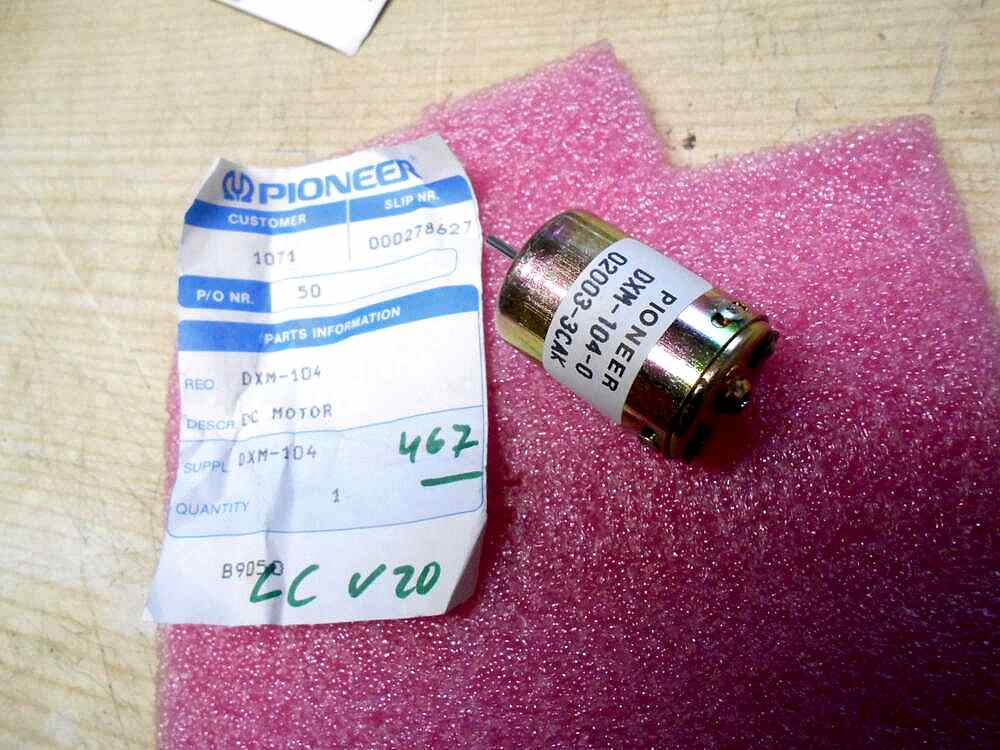 PIONEER
CUSTOMER SLIP NR.
1071 000278627
P/O NR. 50
PARTS INFORMATION
REQ. DXM-104
DESCR. DC MOTOR
SUPPL. DXM-104
467
QUANTITY 1
LC V20
PIONEER
DXM-104-0
02003-3CAK